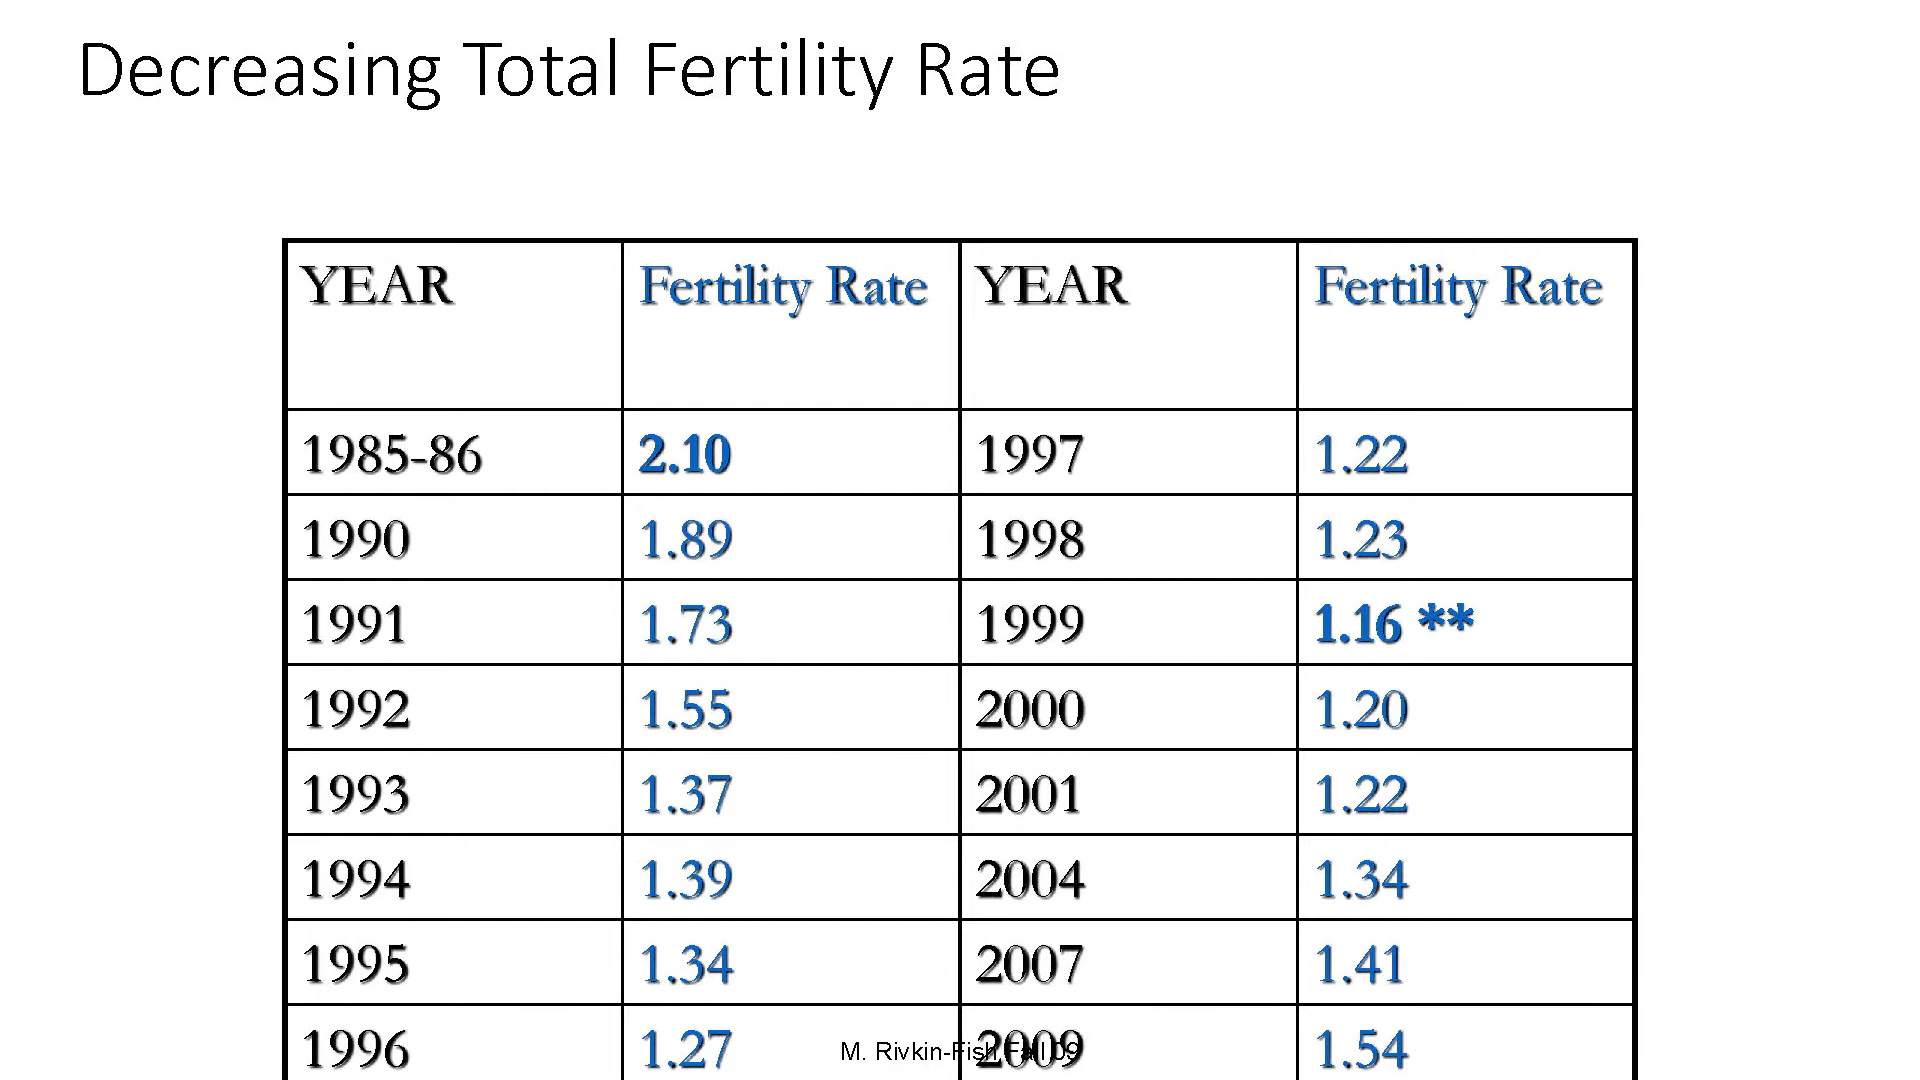 Decreasing Total Fertility Rate
YEAR Fertility Rate YEAR Fertility Rate
1985-86 2.10 1997 1.22
1990 1.89 1998 1.23
1991 1.73 1999 1.16 **
1992 1.55 2000 1.20
1993 1.37 2001 1.22
1994 1.39 2004 1.34
1995 1.34 2007 1.41
1996 1.27 2009 1.54
M. Rivkin-Fish, Fall 09